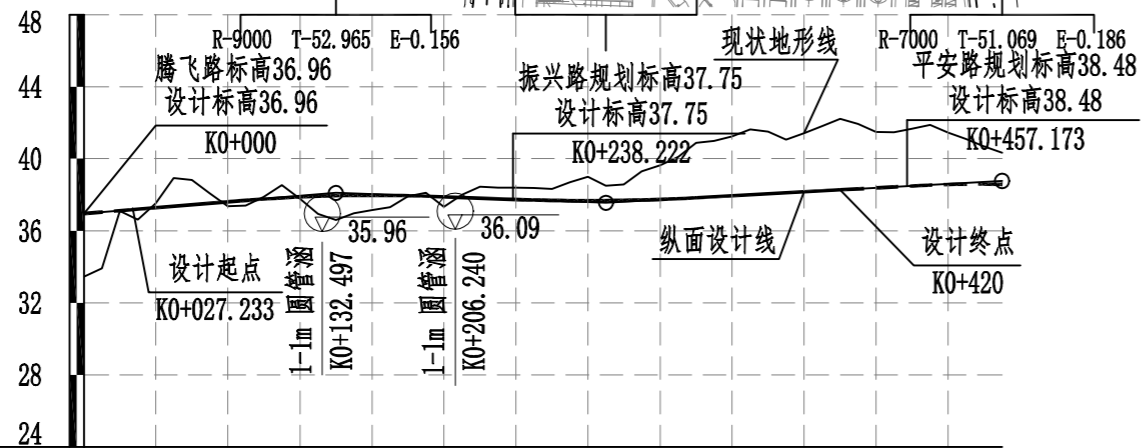 48
R-9000 T-52.965 E-0.156
现状地形线
R-7000 T-51.069 E-0.186
腾飞路标高36.96
设计标高36.96
K0+000
振兴路规划标高37.75
设计标高37.75
K0+238.222
平安路规划标高38.48
设计标高38.48
K0+457.173
44
40
36
35.96
36.09
设计起点
K0+027.233
1-1m 圆管涵
K0+132.497
1-1m 圆管涵
K0+206.240
纵面设计线
设计终点
K0+420
32
28
24